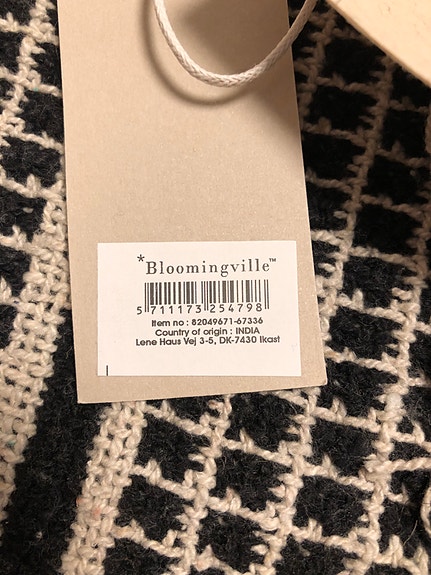 *Bloomingville™
5 711173 254798
Item no : 82049671-67336
Country of origin : INDIA
Lene Haus Vej 3-5, DK-7430 Ikast